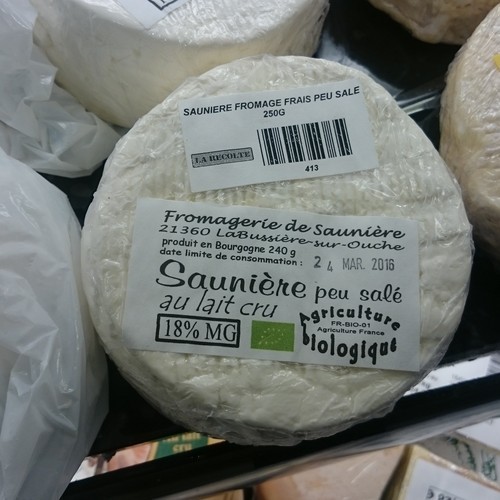 SAUNIERE FROMAGE FRAIS PEU SALE
250G
LA RECOLTE
413
Fromagerie de Saunière
21360 LaBussière-sur-Ouche
produit en Bourgogne 240 g
date limite de consommation : 24 MAR. 2016
Saunière peu salé
au lait cru
18% MG
Agriculture
FR-BIO-01
Agriculture France
biologique